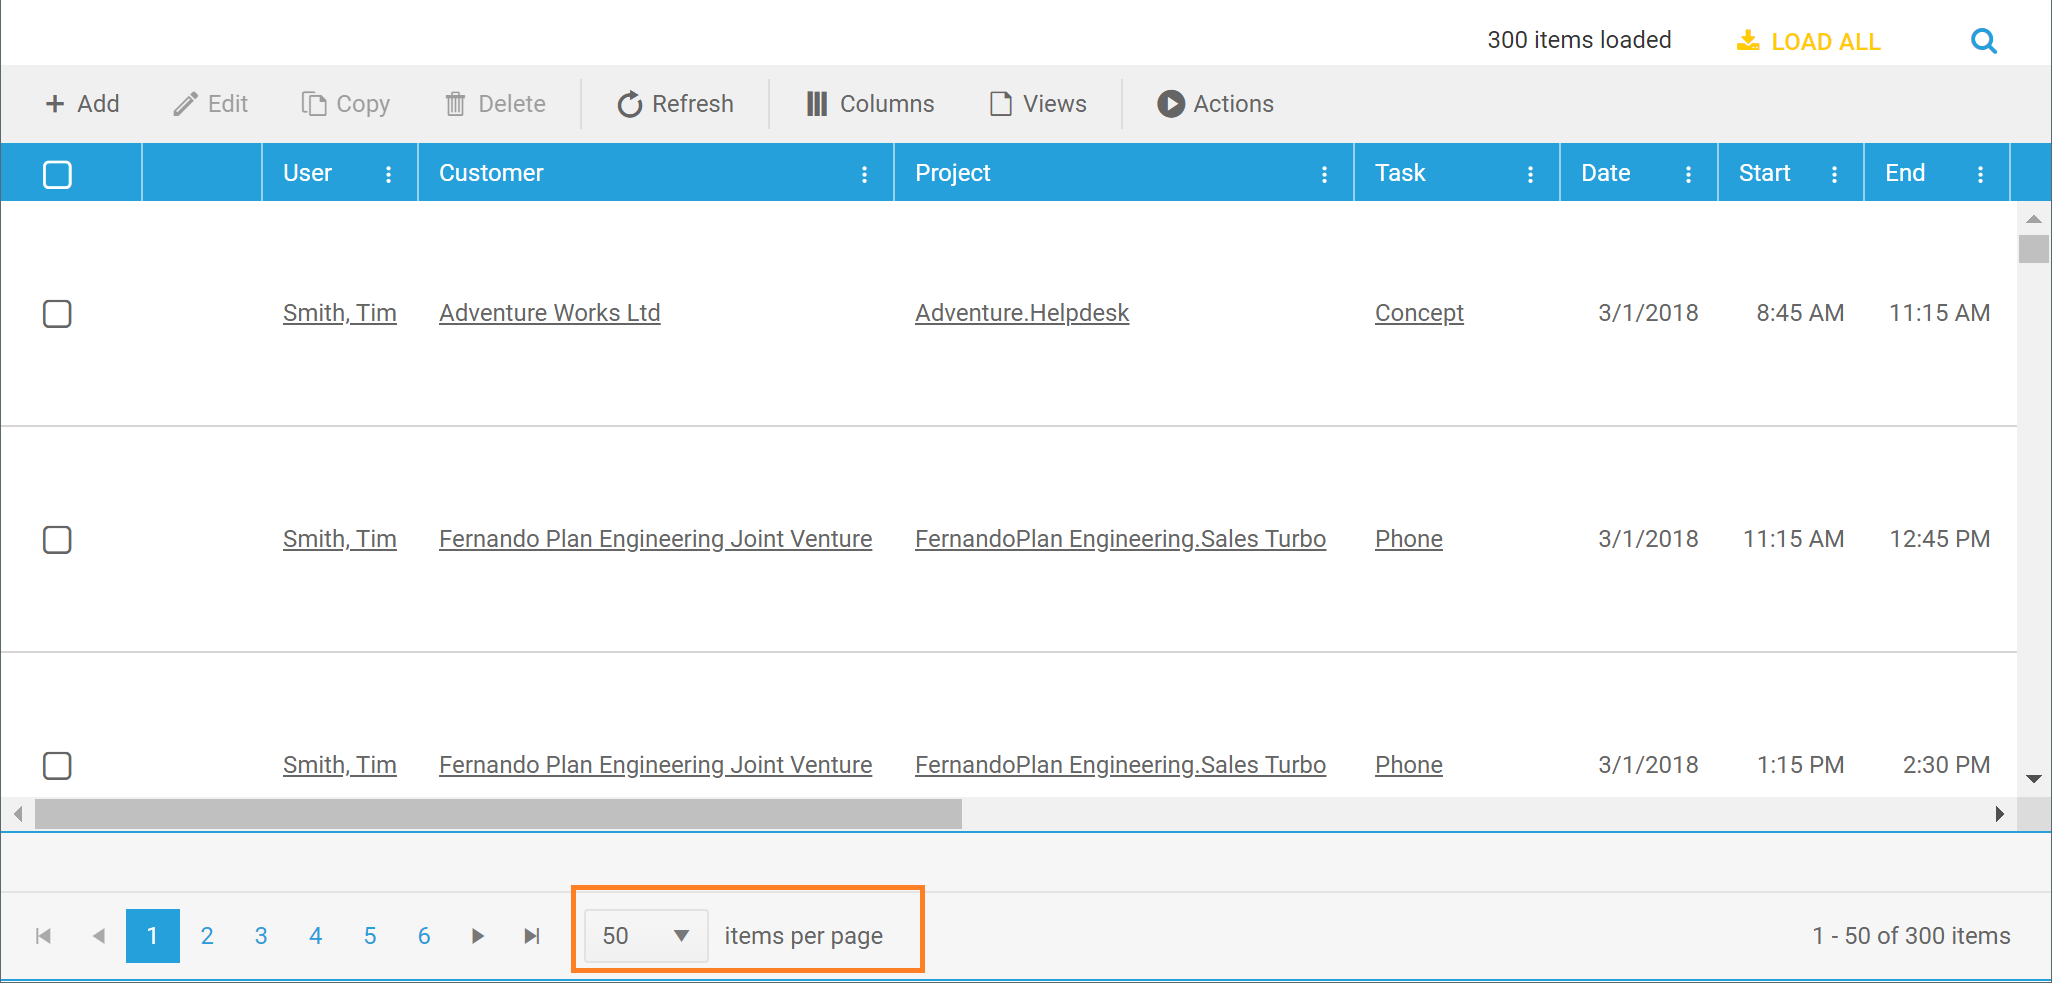 300 items loaded LOAD ALL
Add Edit Copy Delete Refresh Columns Views Actions
User Customer Project Task Date Start End
Smith, Tim Adventure Works Ltd Adventure.Helpdesk Concept 3/1/2018 8:45 AM 11:15 AM
Smith, Tim Fernando Plan Engineering Joint Venture FernandoPlan Engineering.Sales Turbo Phone 3/1/2018 11:15 AM 12:45 PM
Smith, Tim Fernando Plan Engineering Joint Venture FernandoPlan Engineering.Sales Turbo Phone 3/1/2018 1:15 PM 2:30 PM
1 2 3 4 5 6 50 items per page 1 - 50 of 300 items